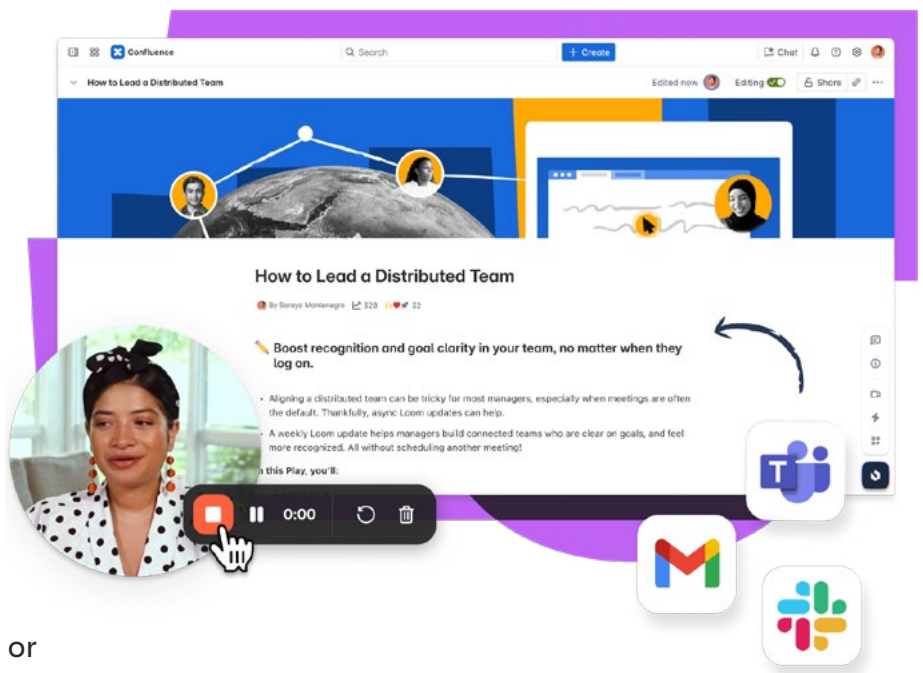 Confluence
Search
+ Create
Chat
How to Lead a Distributed Team
Edited now
Editing
Share
How to Lead a Distributed Team
By Soraya Montenegro 320 32
Boost recognition and goal clarity in your team, no matter when they
log on.
• Aligning a distributed team can be tricky for most managers, especially when meetings are often
the default. Thankfully, async Loom updates can help.
• A weekly Loom update helps managers build connected teams who are clear on goals, and feel
more recognized. All without scheduling another meeting!
this Play, you'll:
0:00
T
or